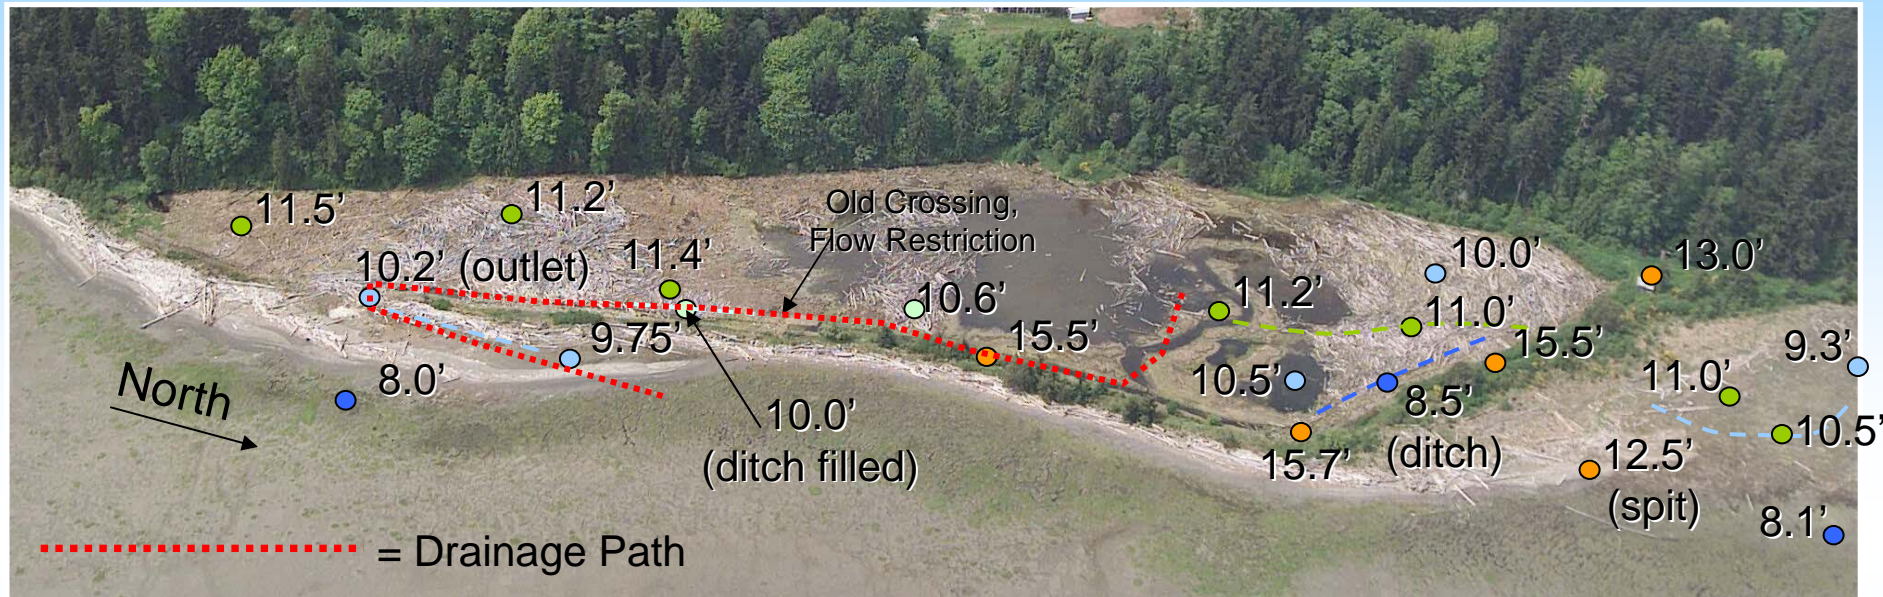 11.5’
11.2’
Old Crossing,
Flow Restriction
10.2’ (outlet)
11.4’
10.0’
13.0’
10.6’
11.2’
11.0’
9.75’
15.5’
15.5’
9.3’
8.0’
10.5’
8.5’
(ditch)
11.0’
North
10.0’
(ditch filled)
15.7’
12.5’
(spit)
10.5’
8.1’
= Drainage Path